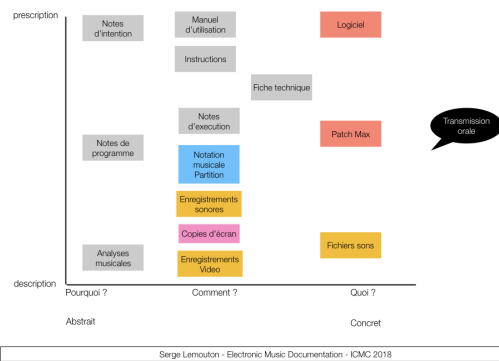 prescription
Notes
d'intention
Manuel
d'utilisation
Logiciel
Instructions
Fiche technique
Notes
d'execution
Transmission
orale
Patch Max
Notes de
programme
Notation
musicale
Partition
Enregistrements
sonores
Copies d'écran
Fichiers sons
Analyses
musicales
Enregistrements
Video
description
Pourquoi ?
Comment ?
Quoi ?
Abstrait
Concret
Serge Lemouton - Electronic Music Documentation - ICMC 2018